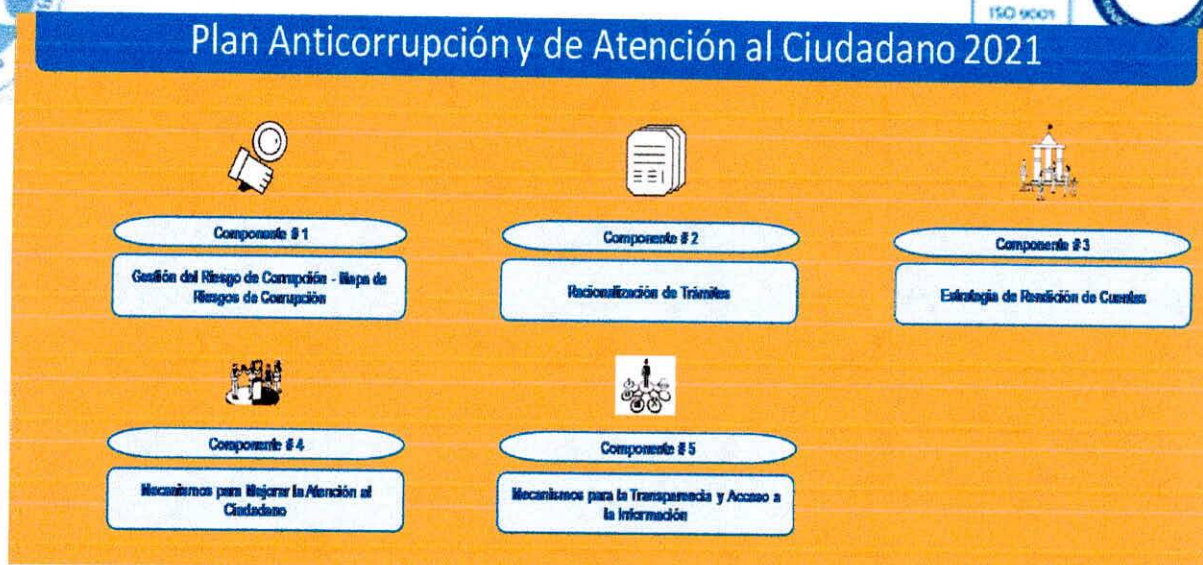 ISO 9001
Plan Anticorrupción y de Atención al Ciudadano 2021
Componente # 1
Componente # 2
Componente # 3
Gestión del Riesgo de Corrupción - Mapa de
Riesgos de Corrupción
Racionalización de Trámites
Estrategia de Rendición de Cuentas
Componente # 4
Componente # 5
Mecanismos para Mejorar la Atención al
Ciudadano
Mecanismos para la Transparencia y Acceso a
la Información